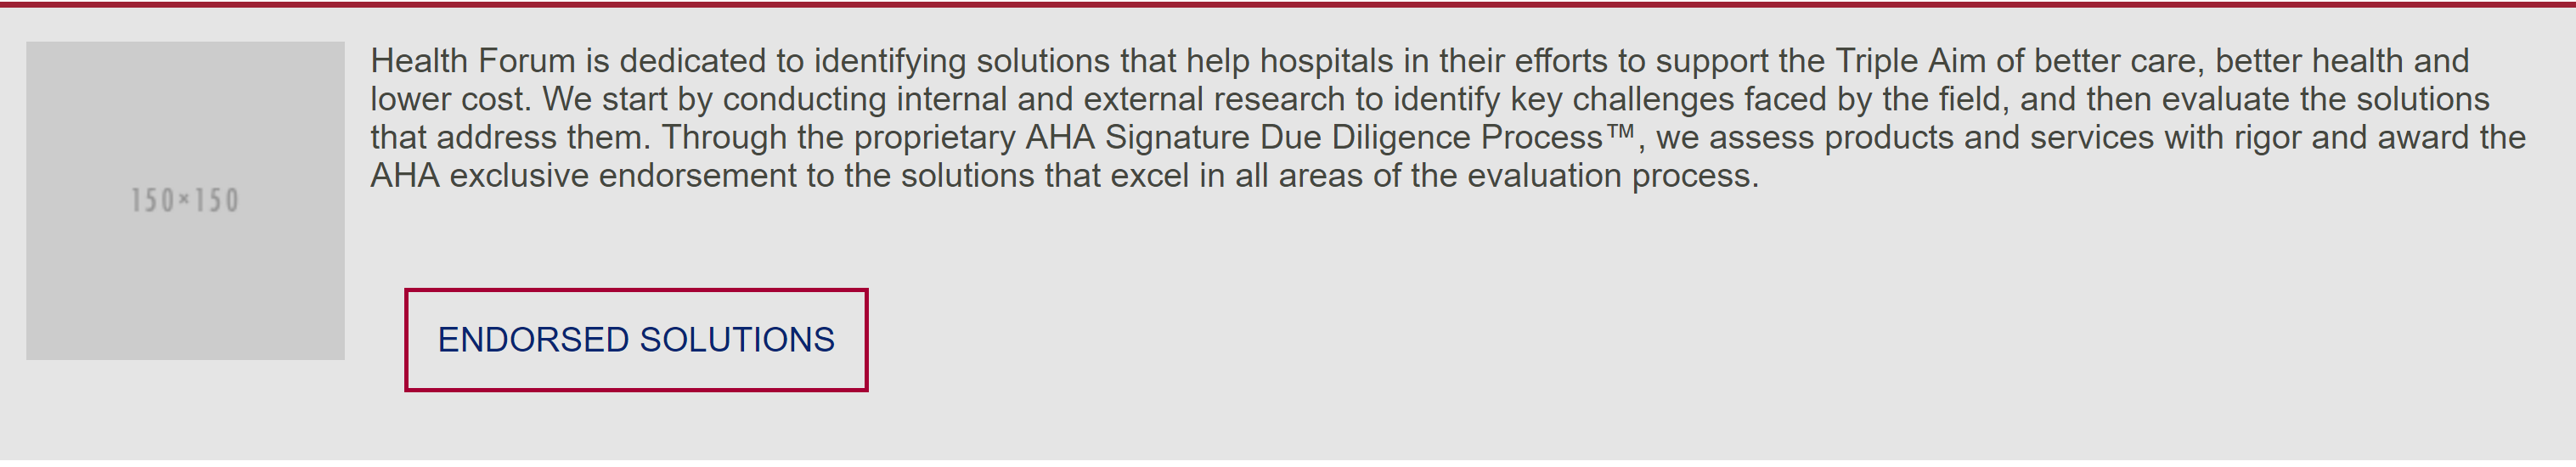 Health Forum is dedicated to identifying solutions that help hospitals in their efforts to support the Triple Aim of better care, better health and
lower cost. We start by conducting internal and external research to identify key challenges faced by the field, and then evaluate the solutions
that address them. Through the proprietary AHA Signature Due Diligence Process™, we assess products and services with rigor and award the
AHA exclusive endorsement to the solutions that excel in all areas of the evaluation process.
150×150
ENDORSED SOLUTIONS